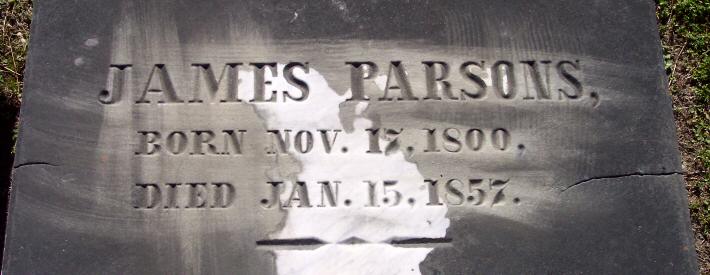 JAMES PARSONS,
BORN NOV. 17, 1800.
DIED JAN. 15, 1857.